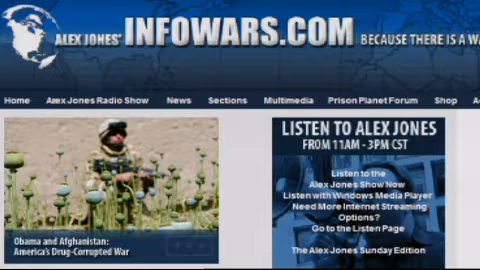 ALEX JONES' INFOWARS.COM BECAUSE THERE IS A WA
Home Alex Jones Radio Show News Sections Multimedia Prison Planet Forum Shop A
LISTEN TO ALEX JONES
FROM 11AM - 3PM CST
Listen to the
Alex Jones Show Now
Listen with Windows Media Player
Need More Internet Streaming
Options?
Go to the Listen Page
The Alex Jones Sunday Edition
Obama and Afghanistan:
America's Drug-Corrupted War